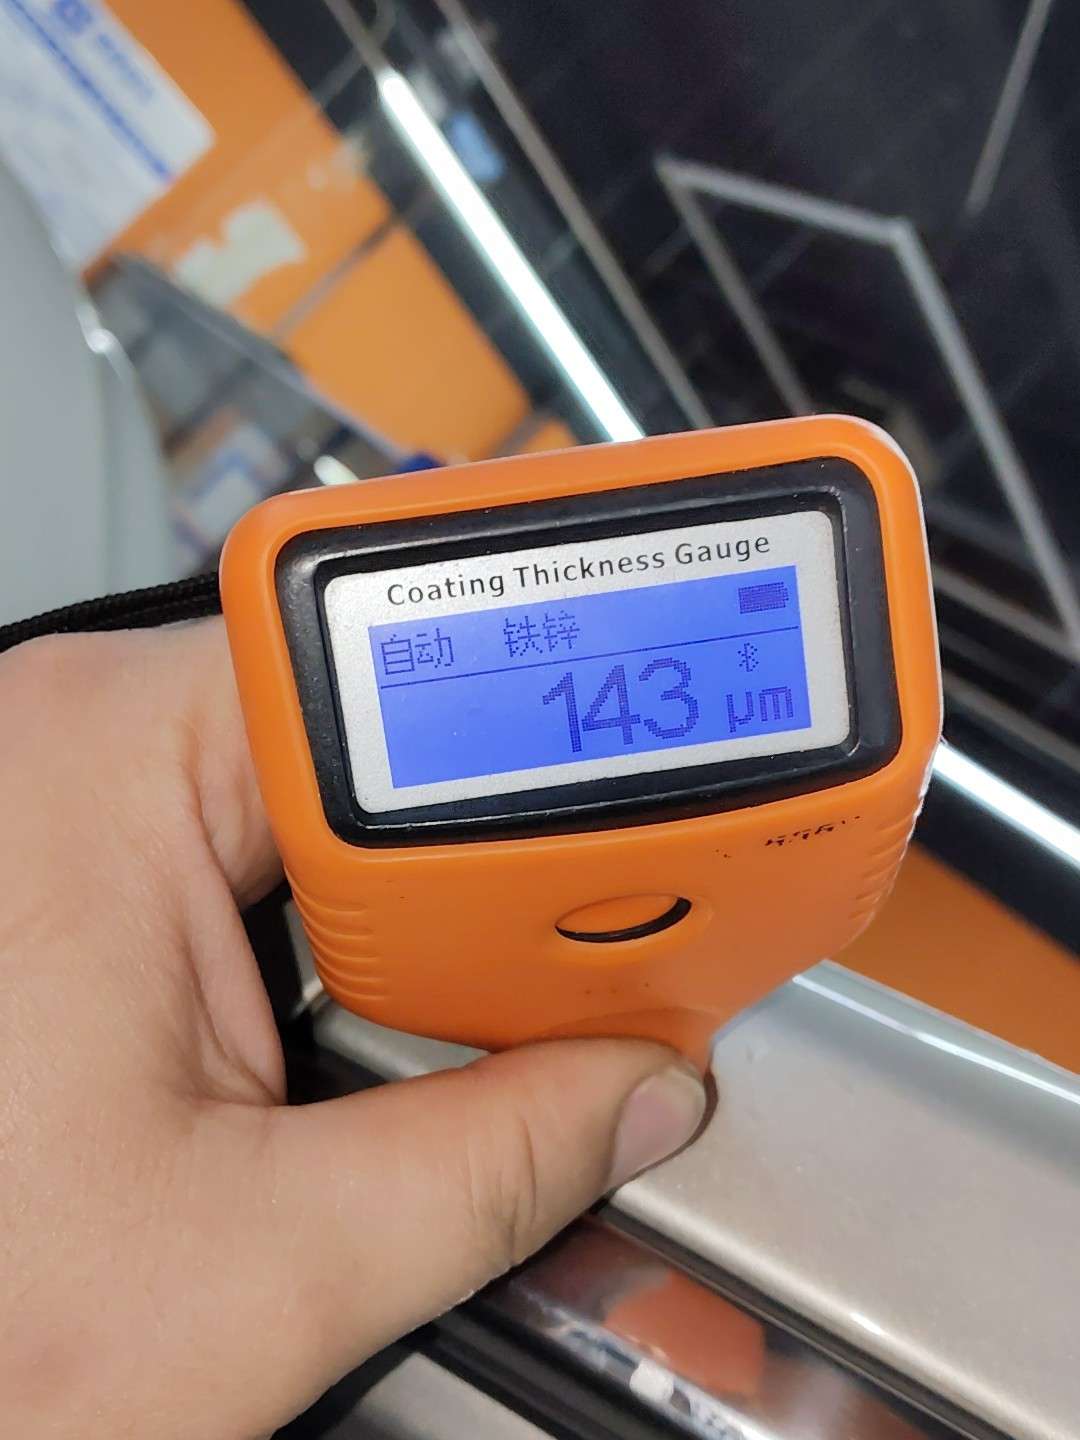 Coating Thickness Gauge
自动 铁锌
143 μm